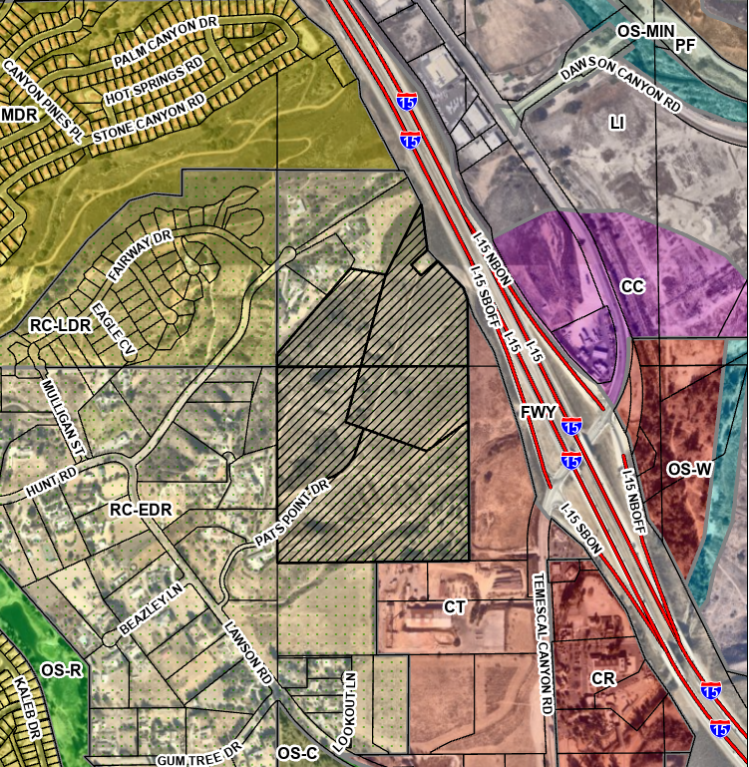 PALM CANYON DR
OS-MIN
PF
CANYON PINES PL
HOT SPRINGS RD
DAWSON CANYON RD
15
MDR
STONE CANYON RD
LI
15
FAIRWAY DR
I-15 NBON
CC
I-15 SBOFF
RC-LDR
EAGLE CV
I-15
I-15
MULLIGAN ST
FWY
15
15
OS-W
HUNT RD
I-15 NBOFF
RC-EDR
PATS POINT DR
I-15 SBON
BEAZLEY LN
CT
TEMESCAL CANYON RD
LAWSON RD
OS-R
CR
KALEB DR
LOOKOUT LN
15
15
GUM TREE DR
OS-C